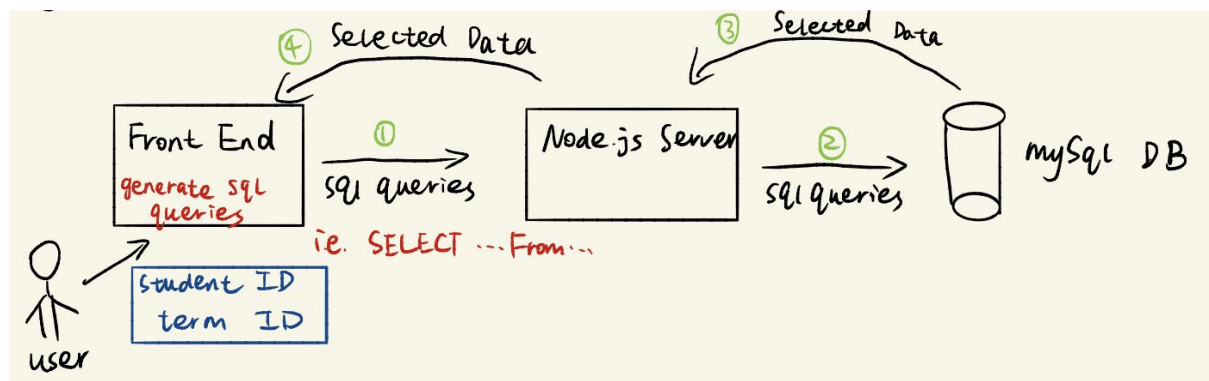 ④ Selected Data
③ Selected Data
Front End
generate sql
queries
①
sql queries
i.e. SELECT ... From ...
Node.js Server
②
sql queries
mySql DB
student ID
term ID
user